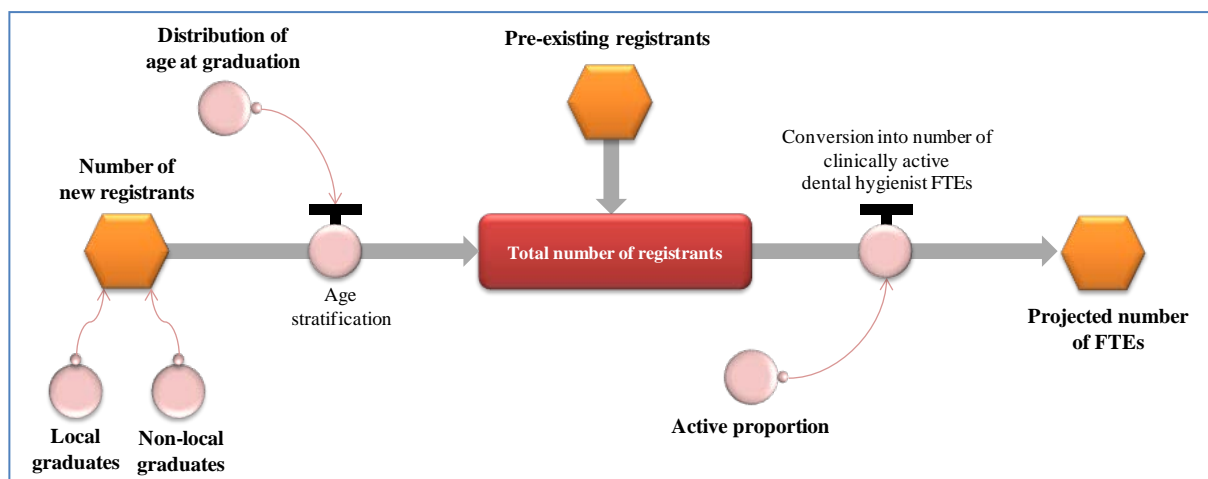 Distribution of
age at graduation
Pre-existing registrants
Conversion into number of
clinically active
dental hygienist FTEs
Number of
new registrants
Total number of registrants
Age
stratification
Projected number
of FTEs
Active proportion
Local
graduates
Non-local
graduates